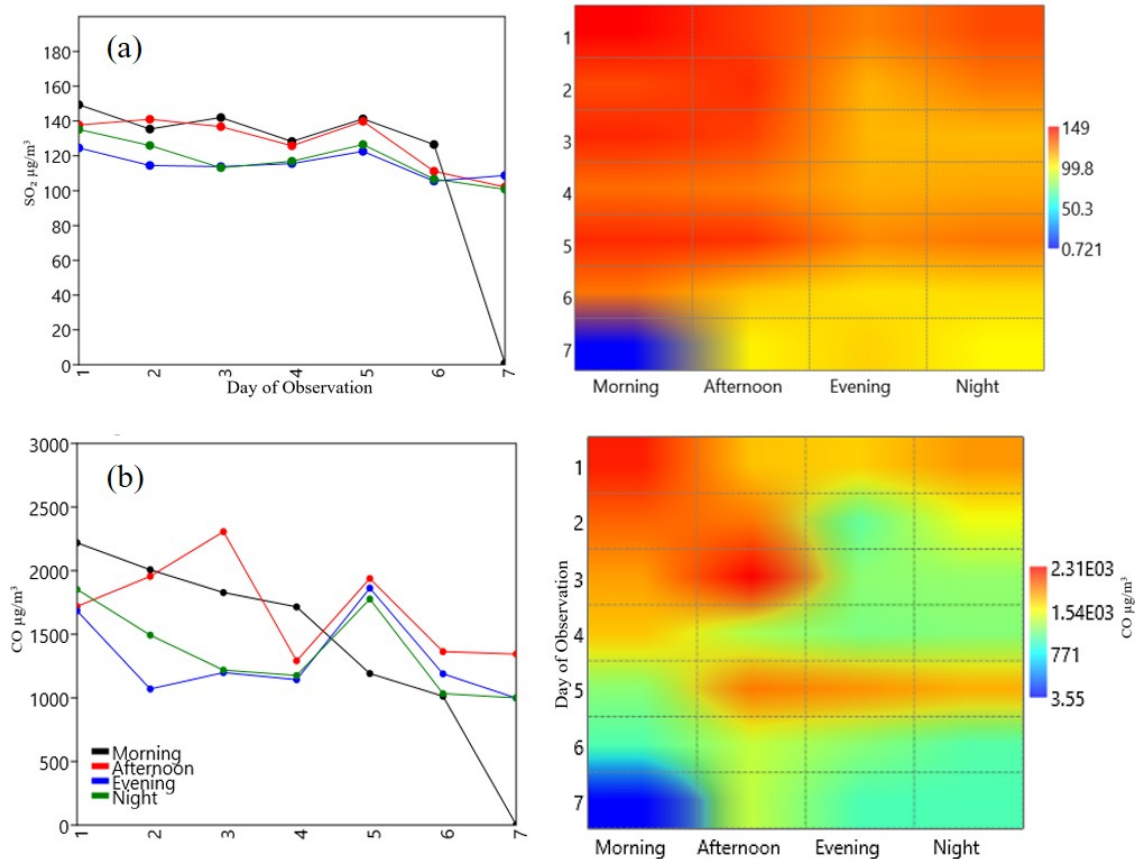 (a)
180
160
140
120
100
80
60
40
20
0
SO₂ µg/m³
1 2 3 4 5 6 7
Day of Observation
1
2
3
4
5
6
7
Morning Afternoon Evening Night
149
99.8
50.3
0.721
(b)
3000
2500
2000
1500
1000
500
0
CO µg/m³
Morning
Afternoon
Evening
Night
1 2 3 4 5 6 7
Day of Observation
1
2
3
4
5
6
7
Morning Afternoon Evening Night
2.31E03
1.54E03
771
3.55
CO µg/m³